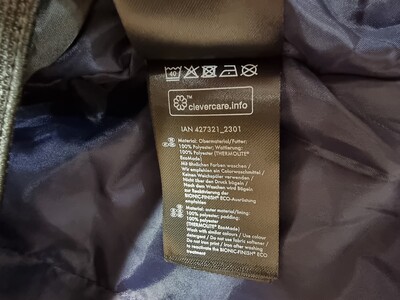 40
™ clevercare.info
IAN 427321_2301
Material: Obermaterial/Futter:
100% Polyester; Wattierung:
100% Polyester (THERMOLITE®
EcoMade)
Mit ähnlichen Farben waschen /
Wir empfehlen ein Colorwaschmittel /
Keinen Weichspüler verwenden /
Nicht über den Druck bügeln /
Nach dem Waschen wird Bügeln
zur Reaktivierung der
BIONIC-FINISH® ECO-Ausrüstung
empfohlen
Material: outer material/lining:
100% polyester; padding:
100% polyester
(THERMOLITE® EcoMade)
Wash with similar colours / Use colour
detergent / Do not use fabric softener /
Do not iron print / Iron after washing
to reactivate the BIONIC-FINISH® ECO
treatment